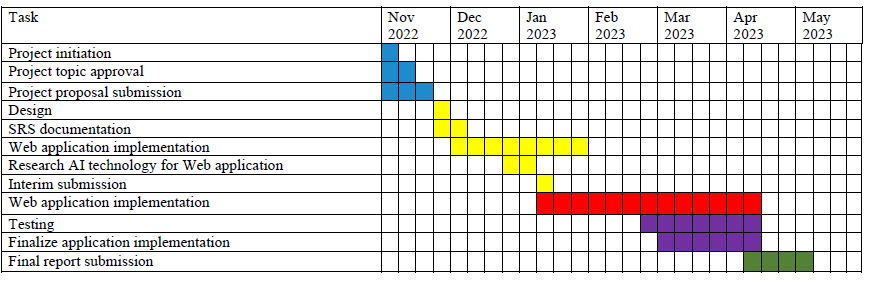 Task Nov Dec Jan Feb Mar Apr May
2022 2022 2023 2023 2023 2023 2023
Project initiation
Project topic approval
Project proposal submission
Design
SRS documentation
Web application implementation
Research AI technology for Web application
Interim submission
Web application implementation
Testing
Finalize application implementation
Final report submission